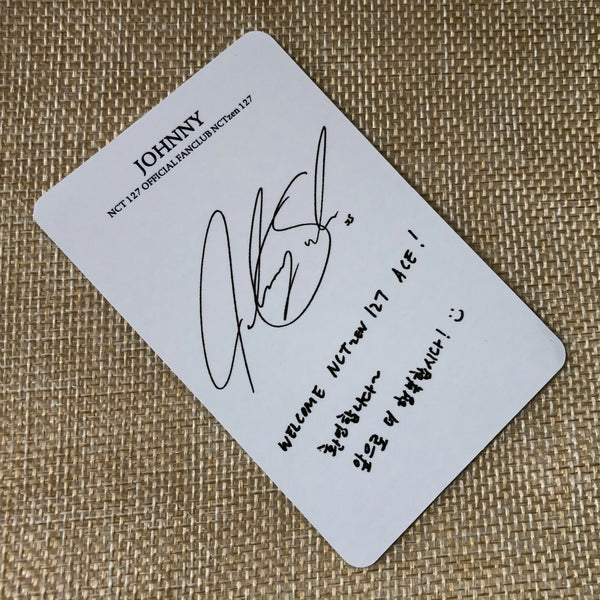 JOHNNY
NCT 127 OFFICIAL FANCLUB NCTzen 127
WELCOME NCTzen 127 ACE!
환영합니다~
앞으로 더 행복합시다! :)